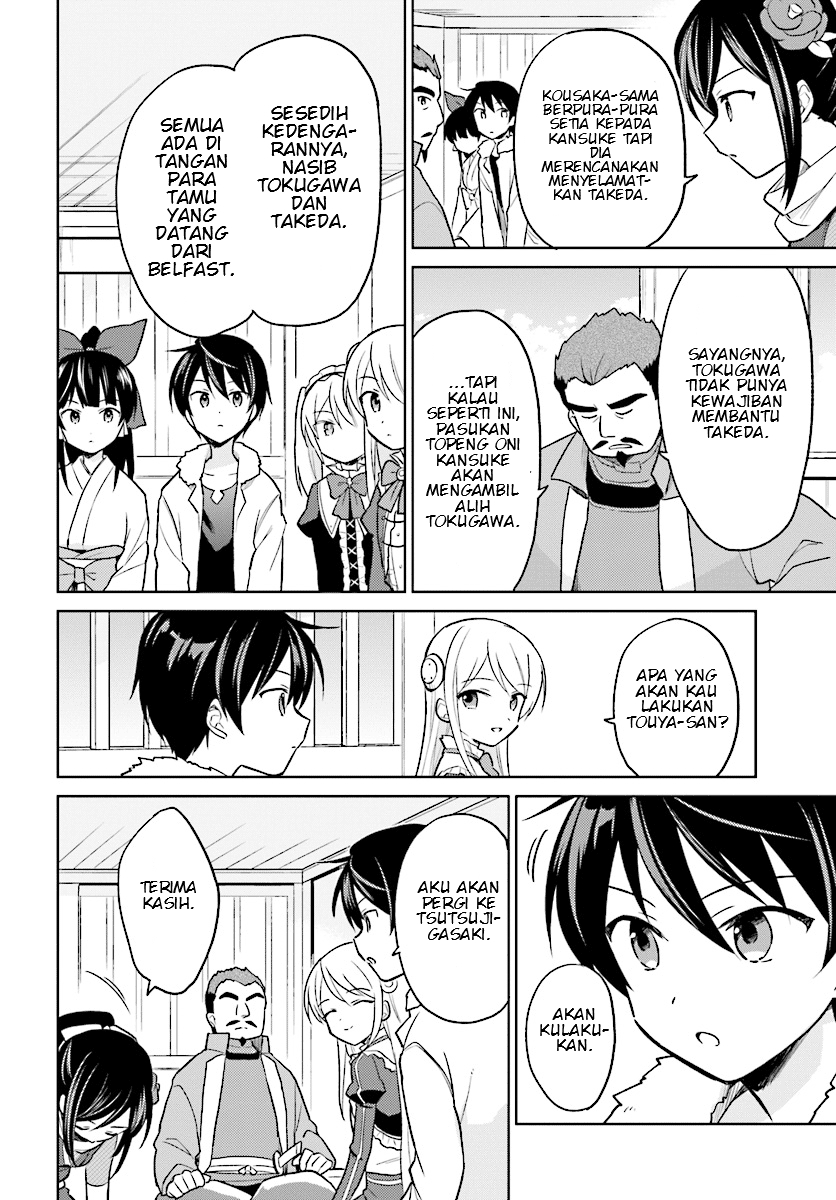 KOUSAKA-SAMA
BERPURA-PURA
SETIA KEPADA
KANSUKE TAPI
DIA
MERENCANAKAN
MENYELAMAT-
KAN TAKEDA.
SAYANGNYA,
TOKUGAWA
TIDAK PUNYA
KEWAJIBAN
MEMBANTU
TAKEDA.
...TAPI
KALAU
SEPERTI INI,
PASUKAN
TOPENG ONI
KANSUKE
AKAN
MENGAMBIL
ALIH
TOKUGAWA.
SESEDIH
KEDENGA-
RANNYA,
NASIB
TOKUGAWA
DAN
TAKEDA.
SEMUA
ADA DI
TANGAN
PARA
TAMU
YANG
DATANG
DARI
BELFAST.
APA YANG
AKAN KAU
LAKUKAN
TOUYA-SAN?
AKAN
KULAKU-
KAN.
AKU AKAN
PERGI KE
TSUTSUJI-
GASAKI.
TERIMA
KASIH.